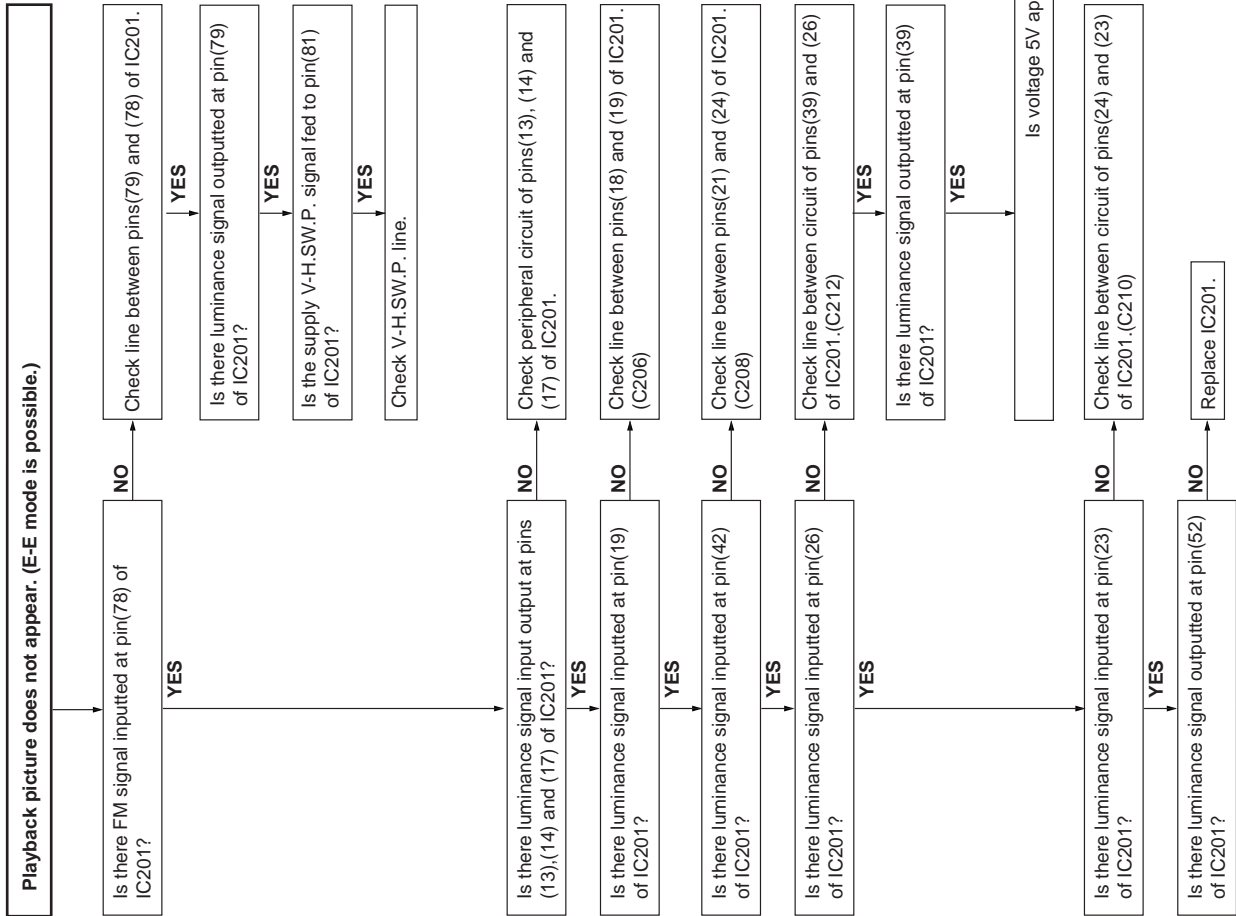 Playback picture does not appear. (E-E mode is possible.)
Is there FM signal inputted at pin(78) of
IC201?
NO
Check line between pins(79) and (78) of IC201.
YES
Is there luminance signal outputted at pin(79)
of IC201?
YES
Is the supply V-H.SW.P. signal fed to pin(81)
of IC201?
YES
Check V-H.SW.P. line.
YES
Is there luminance signal input output at pins
(13),(14) and (17) of IC201?
NO
Check peripheral circuit of pins(13), (14) and
(17) of IC201.
YES
Is there luminance signal inputted at pin(19)
of IC201?
NO
Check line between pins(18) and (19) of IC201.
(C206)
YES
Is there luminance signal inputted at pin(42)
of IC201?
NO
Check line between pins(21) and (24) of IC201.
(C208)
YES
Is there luminance signal inputted at pin(26)
of IC201?
NO
Check line between circuit of pins(39) and (26)
of IC201.(C212)
YES
Is there luminance signal outputted at pin(39)
of IC201?
YES
Is voltage 5V ap
YES
Is there luminance signal inputted at pin(23)
of IC201?
NO
Check line between circuit of pins(24) and (23)
of IC201.(C210)
YES
Is there luminance signal outputted at pin(52)
of IC201?
NO
Replace IC201.